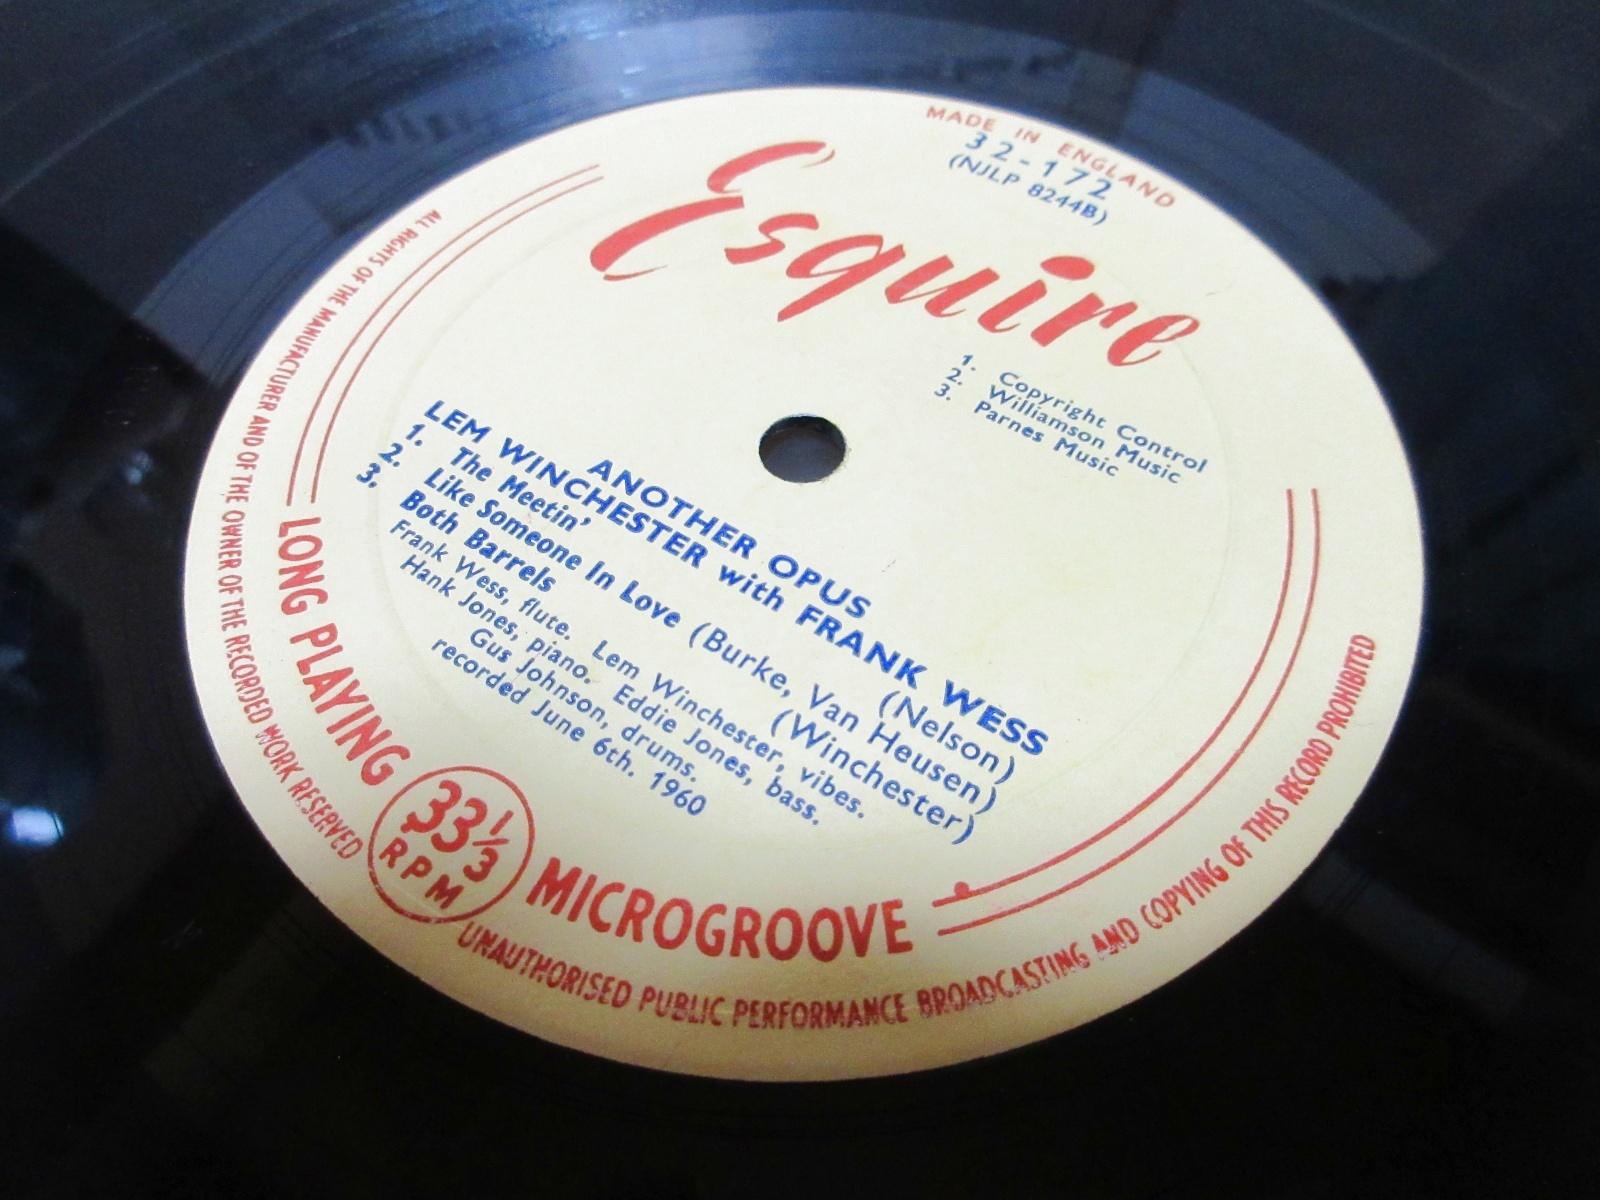 MADE IN ENGLAND
32-172
(NJLP 8244B)
Esquire
1. Copyright Control
2. Williamson Music
3. Parnes Music
ANOTHER OPUS
LEM WINCHESTER with FRANK WESS
1. The Meetin' (Nelson)
2. Like Someone In Love (Burke, Van Heusen)
3. Both Barrels (Winchester)
Frank Wess, flute. Lem Winchester, vibes.
Hank Jones, piano. Eddie Jones, bass.
Gus Johnson, drums.
recorded June 6th. 1960
LONG PLAYING
33⅓
RPM
MICROGROOVE
ALL RIGHTS OF THE MANUFACTURER AND OF THE OWNER OF THE RECORDED WORK RESERVED
UNAUTHORISED PUBLIC PERFORMANCE BROADCASTING AND COPYING OF THIS RECORD PROHIBITED